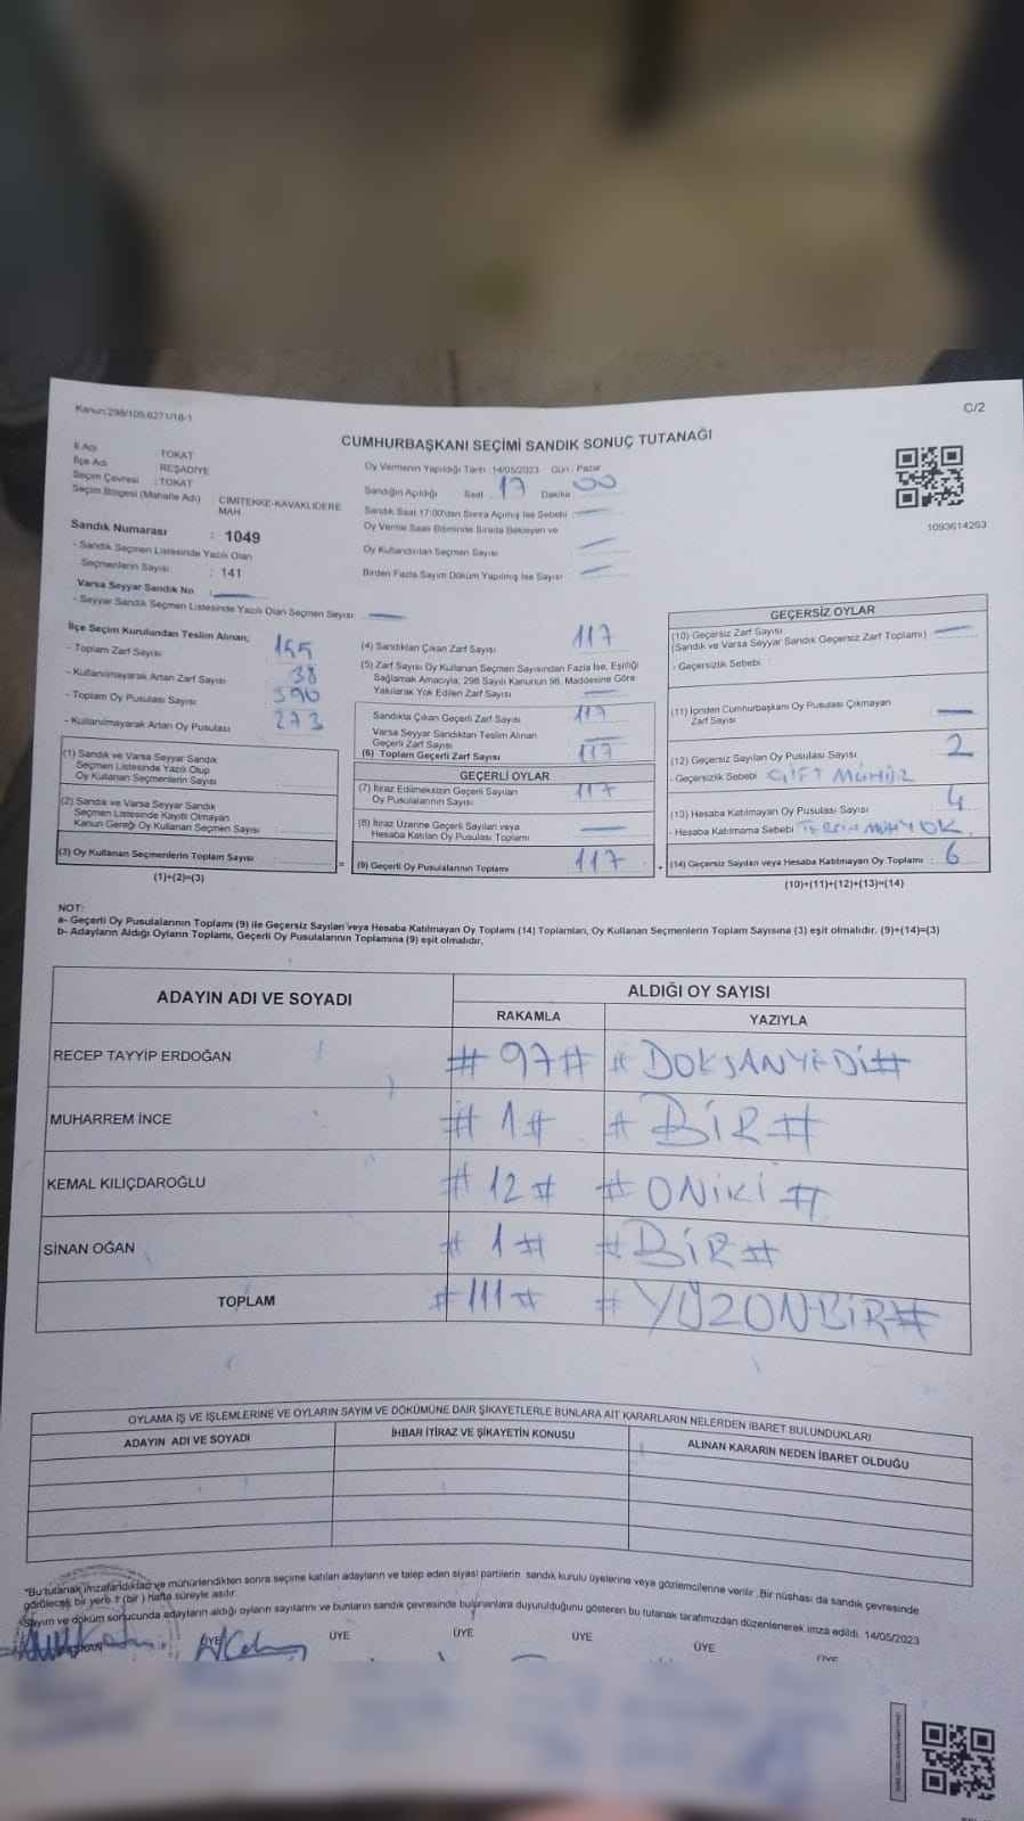 Kanun:298/105;6271/18-1
C/2
CUMHURBAŞKANI SEÇİMİ SANDIK SONUÇ TUTANAĞI
İl Adı : TOKAT
İlçe Adı : REŞADİYE
Seçim Çevresi : TOKAT
Seçim Bölgesi (Mahalle Adı) : CİMİTEKKE-KAVAKLIDERE MAH
Sandık Numarası : 1049
- Sandık Seçmen Listesinde Yazılı Olan
Seçmenlerin Sayısı : 141
Varsa Seyyar Sandık No :
- Seyyar Sandık Seçmen Listesinde Yazılı Olan Seçmen Sayısı :
Oy Vermenin Yapıldığı Tarih : 14/05/2023 Gün : Pazar
Sandığın Açıldığı Saat : 17 Dakika : 00
Sandık Saat 17:00'dan Sonra Açılmış İse Sebebi :
Oy Verme Saati Bitiminde Sırada Bekleyen ve
Oy Kullandırılan Seçmen Sayısı :
Birden Fazla Sayım Döküm Yapılmış İse Sayısı :
1093614263
İlçe Seçim Kurulundan Teslim Alınan;
- Toplam Zarf Sayısı : 155
- Kullanılmayarak Artan Zarf Sayısı : 38
- Toplam Oy Pusulası Sayısı : 390
- Kullanılmayarak Artan Oy Pusulası : 273
(1) Sandık ve Varsa Seyyar Sandık
Seçmen Listesinde Yazılı Olup
Oy Kullanan Seçmenlerin Sayısı :
(2) Sandık ve Varsa Seyyar Sandık
Seçmen Listesinde Kayıtlı Olmayan
Kanun Gereği Oy Kullanan Seçmen Sayısı :
(3) Oy Kullanan Seçmenlerin Toplam Sayısı :
(1)+(2)=(3)
(4) Sandıktan Çıkan Zarf Sayısı : 117
(5) Zarf Sayısı Oy Kullanan Seçmen Sayısından Fazla İse, Eşitliği
Sağlamak Amacıyla; 298 Sayılı Kanunun 98. Maddesine Göre
Yakılarak Yok Edilen Zarf Sayısı :
Sandıkta Çıkan Geçerli Zarf Sayısı : 117
Varsa Seyyar Sandıktan Teslim Alınan
Geçerli Zarf Sayısı :
(6) Toplam Geçerli Zarf Sayısı : 117
GEÇERLİ OYLAR
(7) İtiraz Edilmeksizin Geçerli Sayılan
Oy Pusulalarının Sayısı : 117
(8) İtiraz Üzerine Geçerli Sayılan veya
Hesaba Katılan Oy Pusulası Toplamı :
= (9) Geçerli Oy Pusulalarının Toplamı : 117 +
GEÇERSİZ OYLAR
(10) Geçersiz Zarf Sayısı
(Sandık ve Varsa Seyyar Sandık Geçersiz Zarf Toplamı) :
- Geçersizlik Sebebi :
(11) İçinden Cumhurbaşkanı Oy Pusulası Çıkmayan
Zarf Sayısı :
(12) Geçersiz Sayılan Oy Pusulası Sayısı : 2
- Geçersizlik Sebebi : ÇİFT MÜHÜR
(13) Hesaba Katılmayan Oy Pusulası Sayısı : 4
- Hesaba Katılmama Sebebi : YOK
(14) Geçersiz Sayılan veya Hesaba Katılmayan Oy Toplamı : 6
(10)+(11)+(12)+(13)=(14)
NOT:
a- Geçerli Oy Pusulalarının Toplamı (9) ile Geçersiz Sayılan veya Hesaba Katılmayan Oy Toplamı (14) Toplamları, Oy Kullanan Seçmenlerin Toplam Sayısına (3) eşit olmalıdır. (9)+(14)=(3)
b- Adayların Aldığı Oyların Toplamı, Geçerli Oy Pusulalarının Toplamına (9) eşit olmalıdır.
ADAYIN ADI VE SOYADI ALDIĞI OY SAYISI
RAKAMLA YAZIYLA
RECEP TAYYİP ERDOĞAN # 97 # # DOKSANYEDİ #
MUHARREM İNCE # 1 # # BİR #
KEMAL KILIÇDAROĞLU # 12 # # ONİKİ #
SİNAN OĞAN # 1 # # BİR #
TOPLAM # 111 # # YÜZONBİR #
OYLAMA İŞ VE İŞLEMLERİNE VE OYLARIN SAYIM VE DÖKÜMÜNE DAİR ŞİKAYETLERLE BUNLARA AİT KARARLARIN NELERDEN İBARET BULUNDUKLARI
ADAYIN ADI VE SOYADI İHBAR İTİRAZ VE ŞİKAYETİN KONUSU ALINAN KARARIN NEDEN İBARET OLDUĞU
*Bu tutanak imzalandıktan ve mühürlendikten sonra seçime katılan adayların ve talep eden siyasi partilerin sandık kurulu üyelerine veya gözlemcilerine verilir. Bir nüshası da sandık çevresinde
görülecek bir yere 1 (bir) hafta süreyle asılır.
Sayım ve döküm sonucunda adayların aldığı oyların sayılarını ve bunların sandık çevresinde bulunanlara duyurulduğunu gösteren bu tutanak tarafımızdan düzenlenerek imza edildi. 14/05/2023
ÜYE ÜYE ÜYE ÜYE ÜYE ÜYE